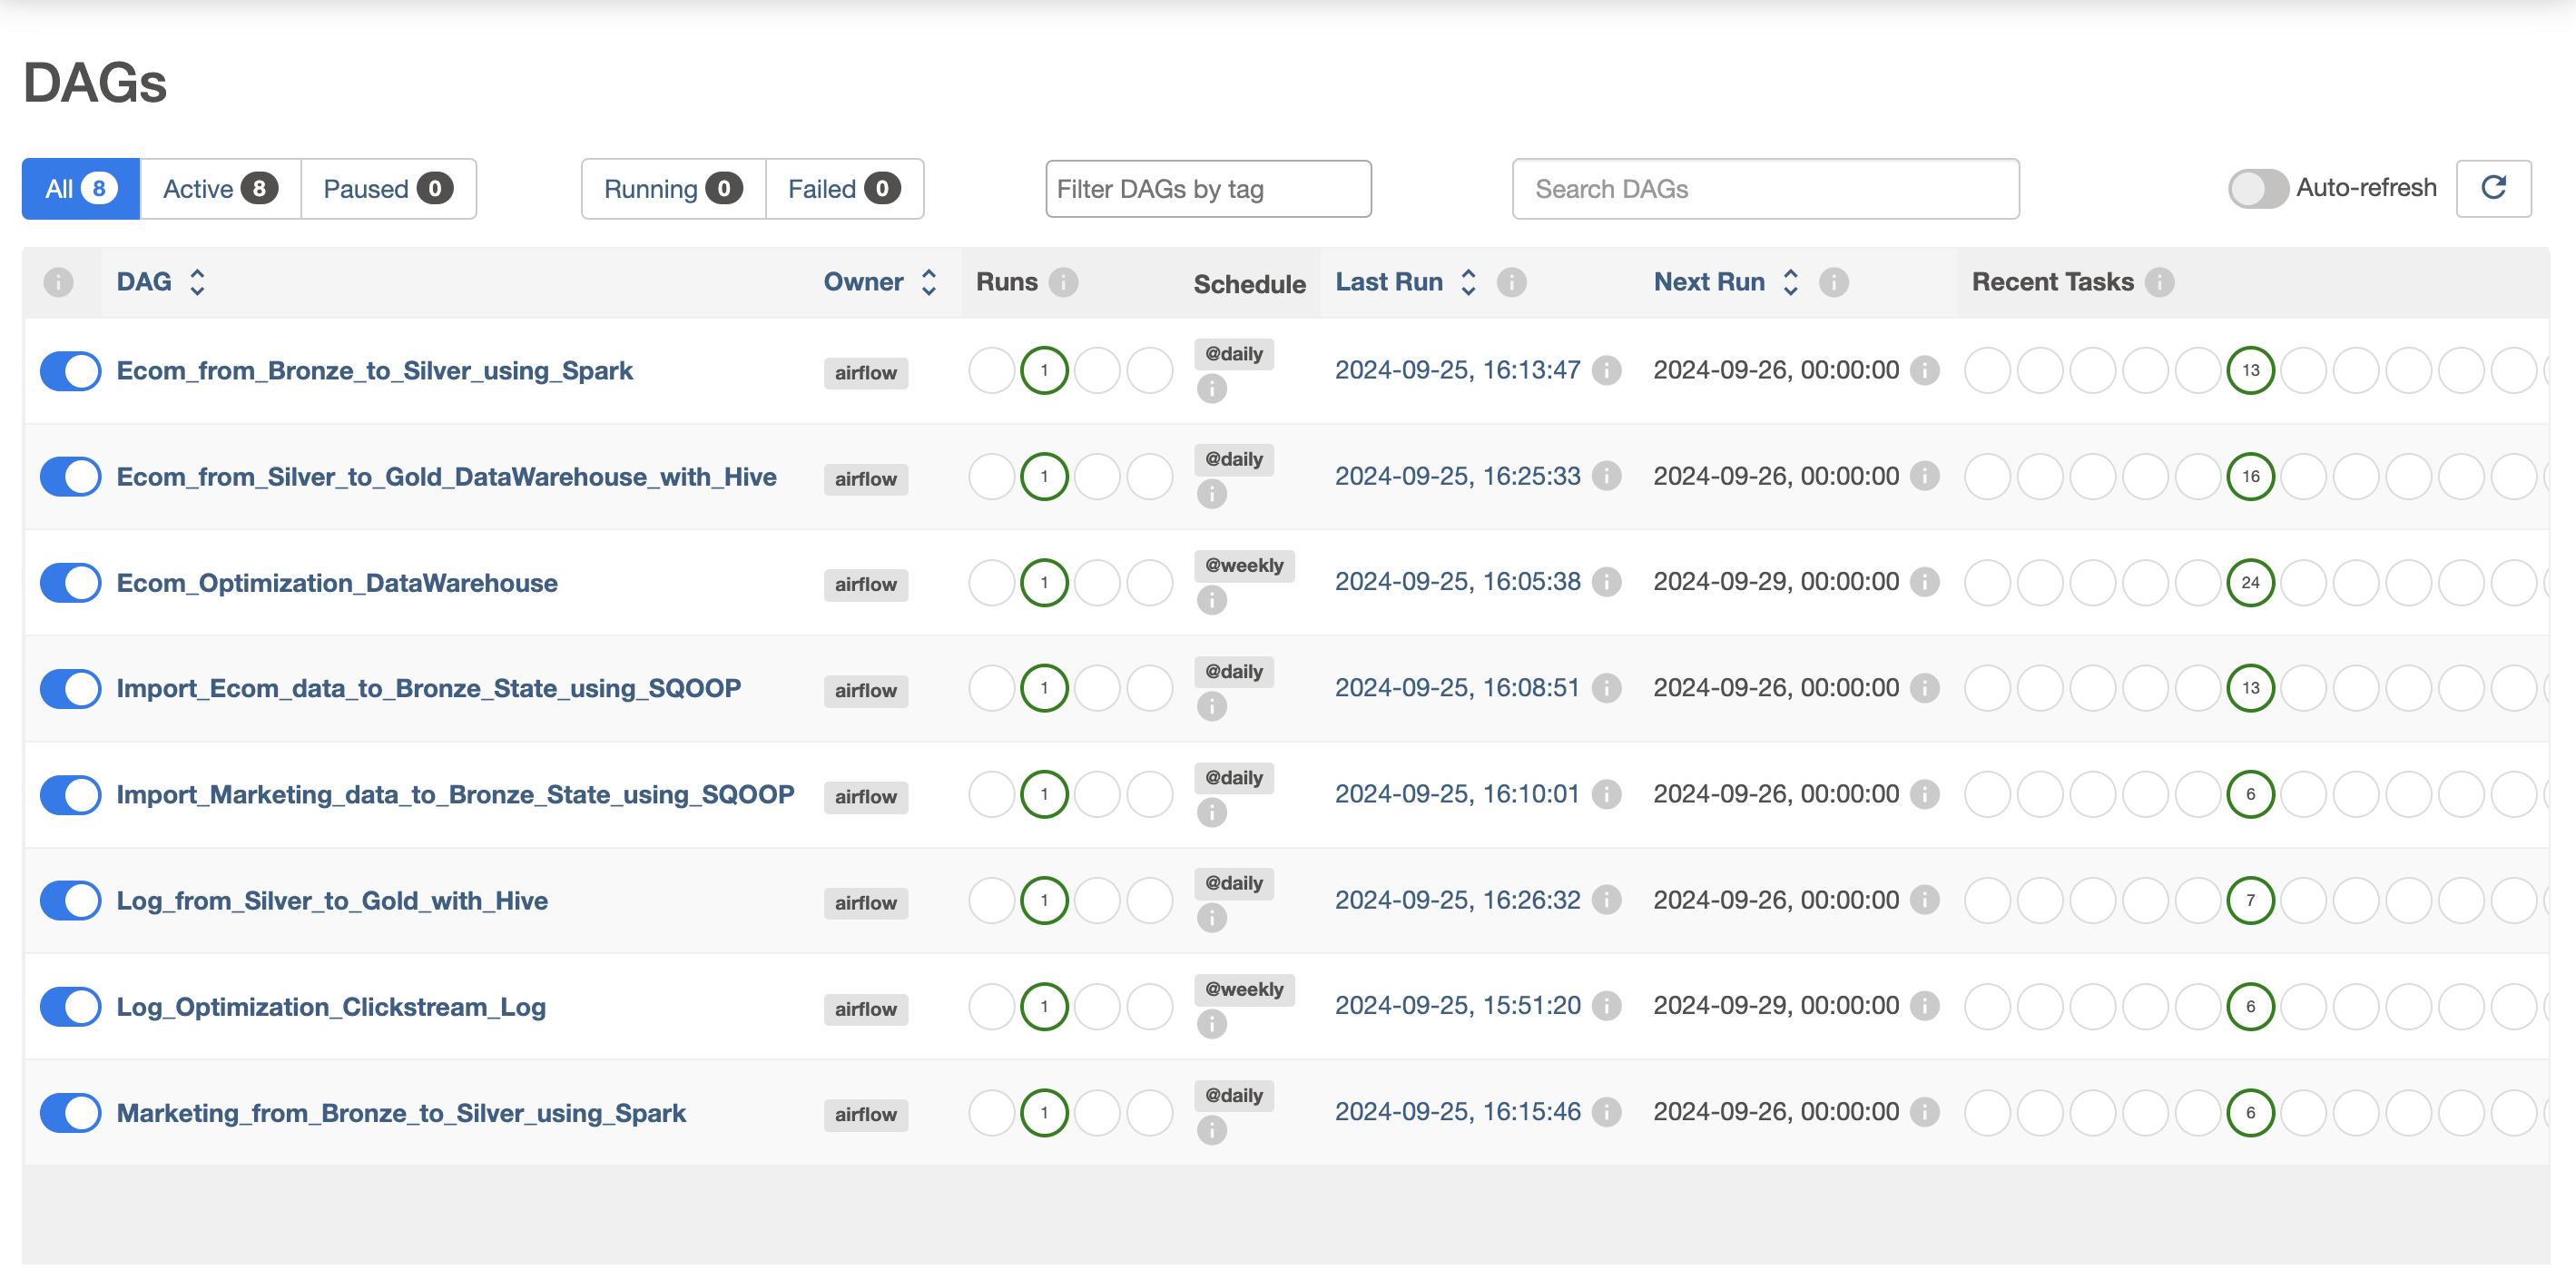 DAGs
All 8 Active 8 Paused 0 Running 0 Failed 0 Filter DAGs by tag Search DAGs Auto-refresh
DAG Owner Runs Schedule Last Run Next Run Recent Tasks
Ecom_from_Bronze_to_Silver_using_Spark airflow 1 @daily 2024-09-25, 16:13:47 2024-09-26, 00:00:00 13
Ecom_from_Silver_to_Gold_DataWarehouse_with_Hive airflow 1 @daily 2024-09-25, 16:25:33 2024-09-26, 00:00:00 16
Ecom_Optimization_DataWarehouse airflow 1 @weekly 2024-09-25, 16:05:38 2024-09-29, 00:00:00 24
Import_Ecom_data_to_Bronze_State_using_SQOOP airflow 1 @daily 2024-09-25, 16:08:51 2024-09-26, 00:00:00 13
Import_Marketing_data_to_Bronze_State_using_SQOOP airflow 1 @daily 2024-09-25, 16:10:01 2024-09-26, 00:00:00 6
Log_from_Silver_to_Gold_with_Hive airflow 1 @daily 2024-09-25, 16:26:32 2024-09-26, 00:00:00 7
Log_Optimization_Clickstream_Log airflow 1 @weekly 2024-09-25, 15:51:20 2024-09-29, 00:00:00 6
Marketing_from_Bronze_to_Silver_using_Spark airflow 1 @daily 2024-09-25, 16:15:46 2024-09-26, 00:00:00 6